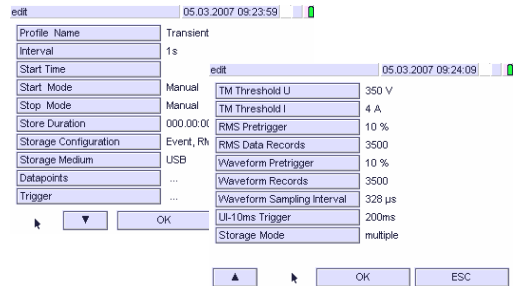 edit 05.03.2007 09:23:59
Profile Name Transient
Interval 1s
Start Time
Start Mode Manual
Stop Mode Manual
Store Duration 000.00:00
Storage Configuration Event,
Storage Medium USB
Datapoints ...
Trigger ...
▼ OK
edit 05.03.2007 09:24:09
TM Threshold U 350 V
TM Threshold I 4 A
RMS Pretrigger 10 %
RMS Data Records 3500
Waveform Pretrigger 10 %
Waveform Records 3500
Waveform Sampling Interval 328 µs
UI-10ms Trigger 200ms
Storage Mode multiple
▲ OK ESC